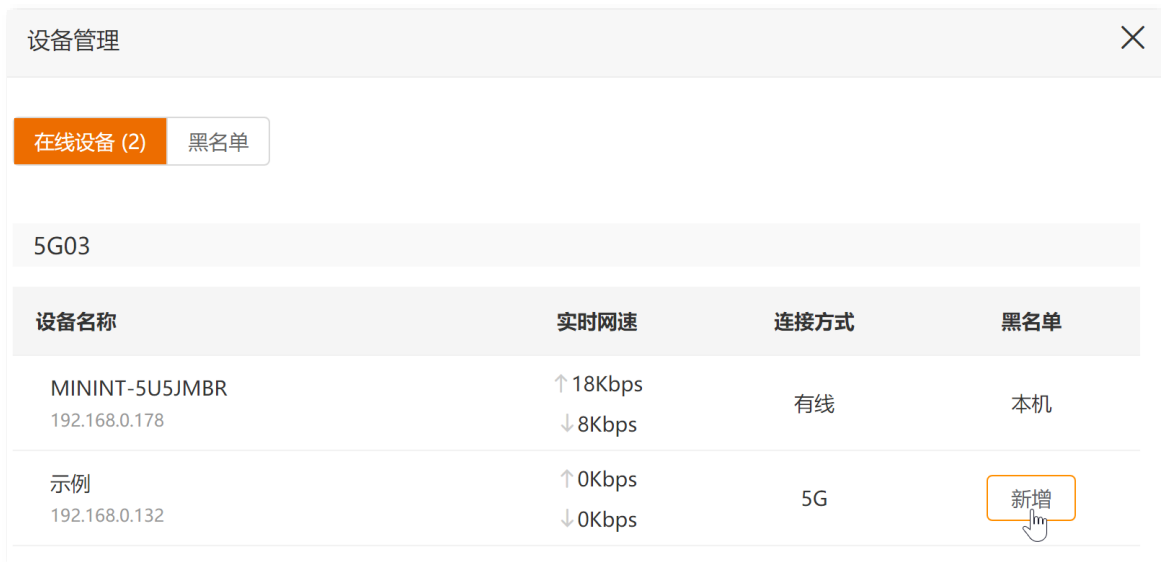 设备管理
在线设备 (2) 黑名单
5G03
设备名称 实时网速 连接方式 黑名单
MININT-5U5JMBR
192.168.0.178
↑18Kbps
↓8Kbps
有线
本机
示例
192.168.0.132
↑0Kbps
↓0Kbps
5G
新增